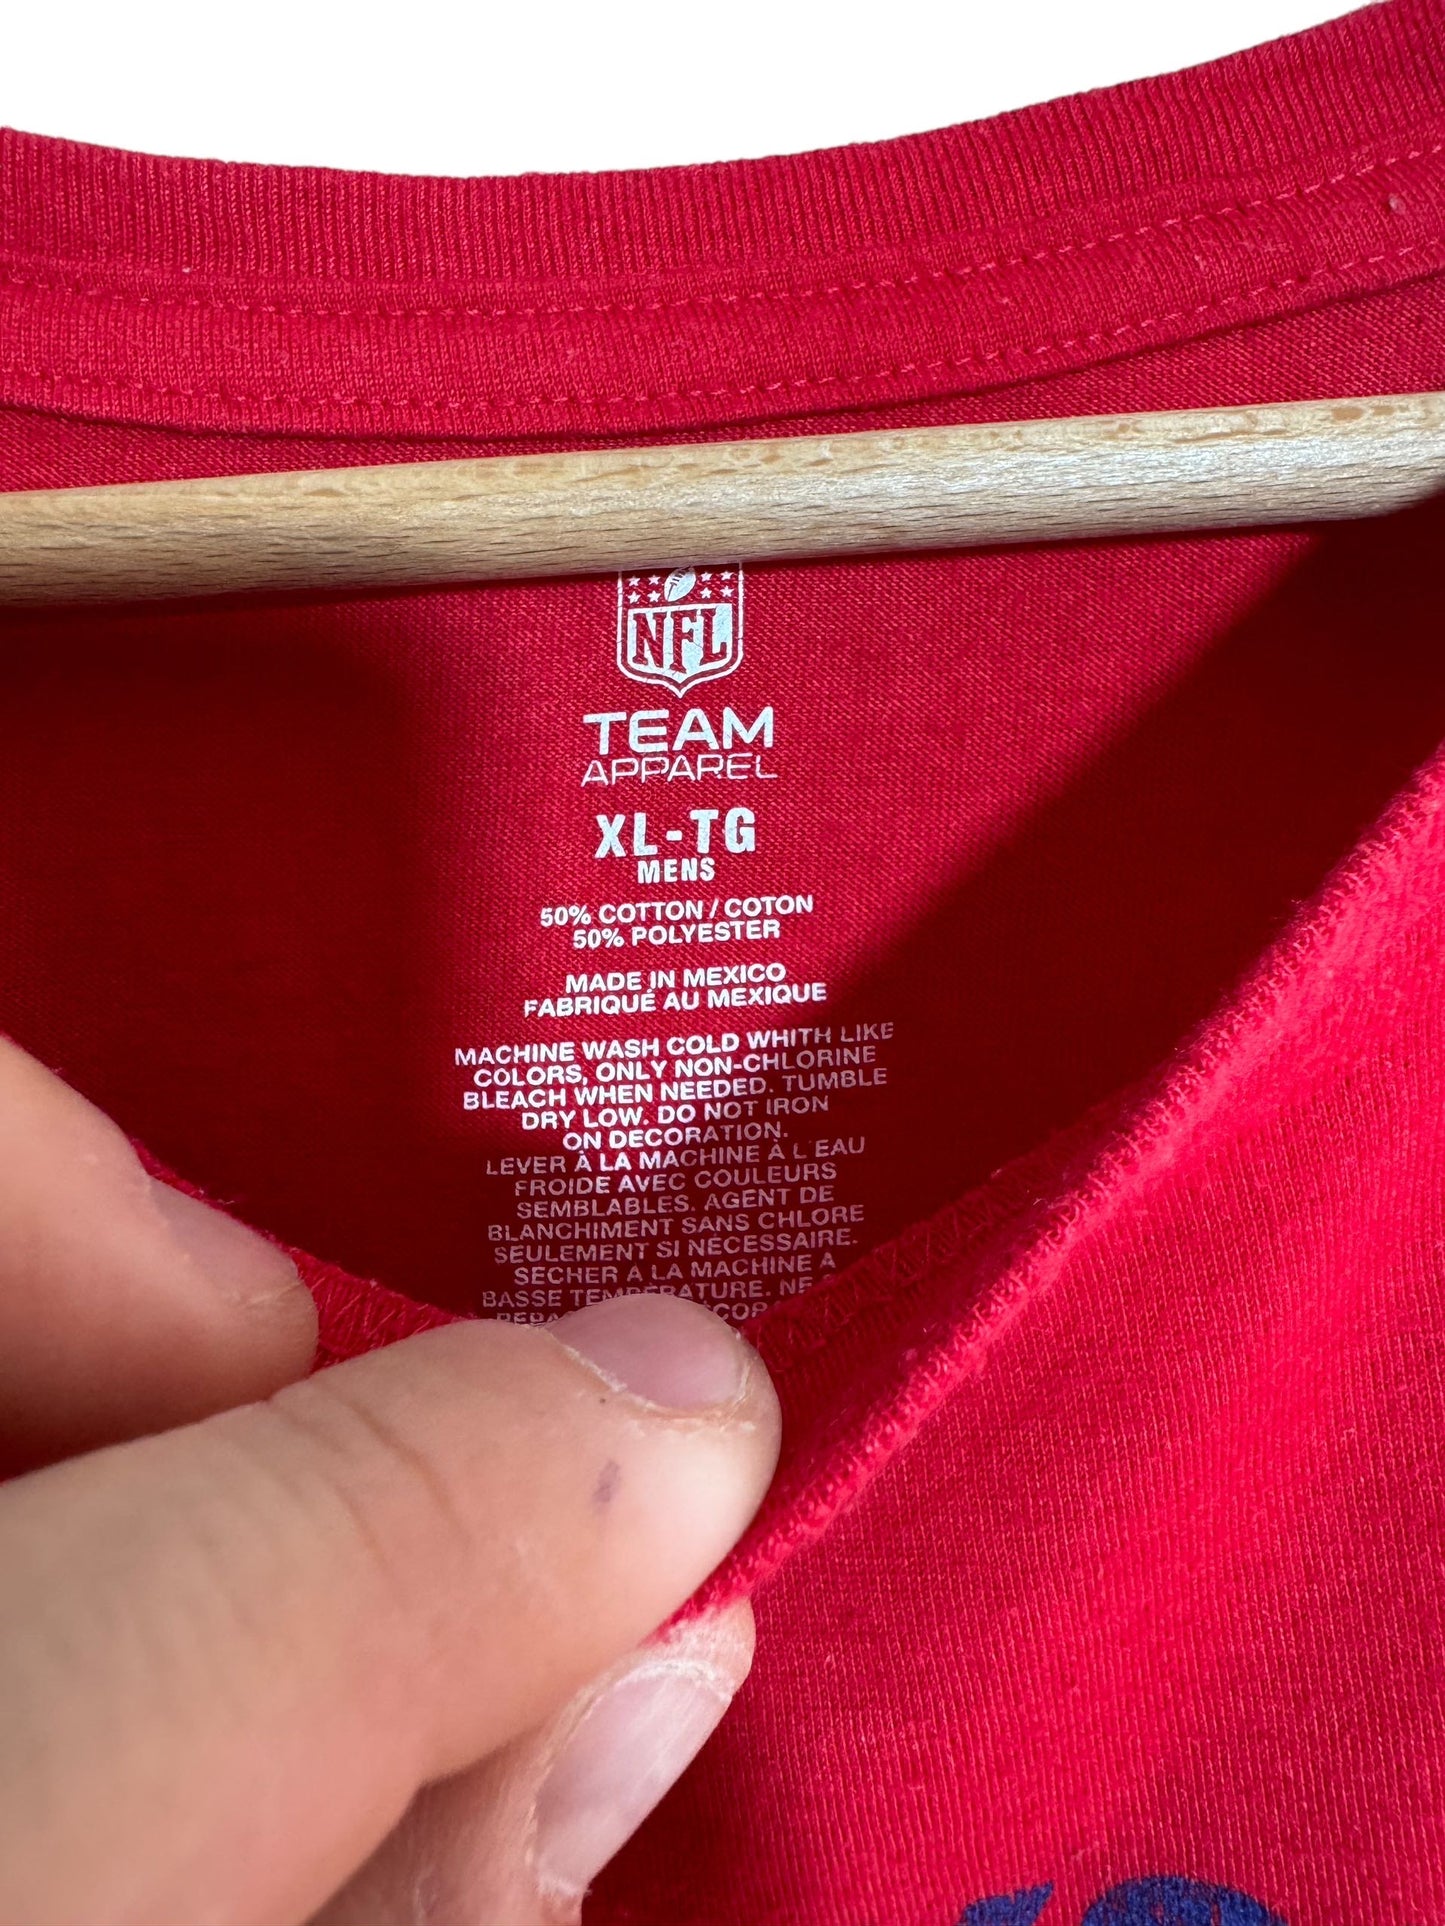 NFL
TEAM
APPAREL
XL-TG
MENS
50% COTTON / COTON
50% POLYESTER
MADE IN MEXICO
FABRIQUÉ AU MEXIQUE
MACHINE WASH COLD WHITH LIKE
COLORS, ONLY NON-CHLORINE
BLEACH WHEN NEEDED. TUMBLE
DRY LOW. DO NOT IRON
ON DECORATION.
LEVER À LA MACHINE À L'EAU
FROIDE AVEC COULEURS
SEMBLABLES. AGENT DE
BLANCHIMENT SANS CHLORE
SEULEMENT SI NÉCESSAIRE.
SECHER A LA MACHINE A
BASSE TEMPERATURE. NE